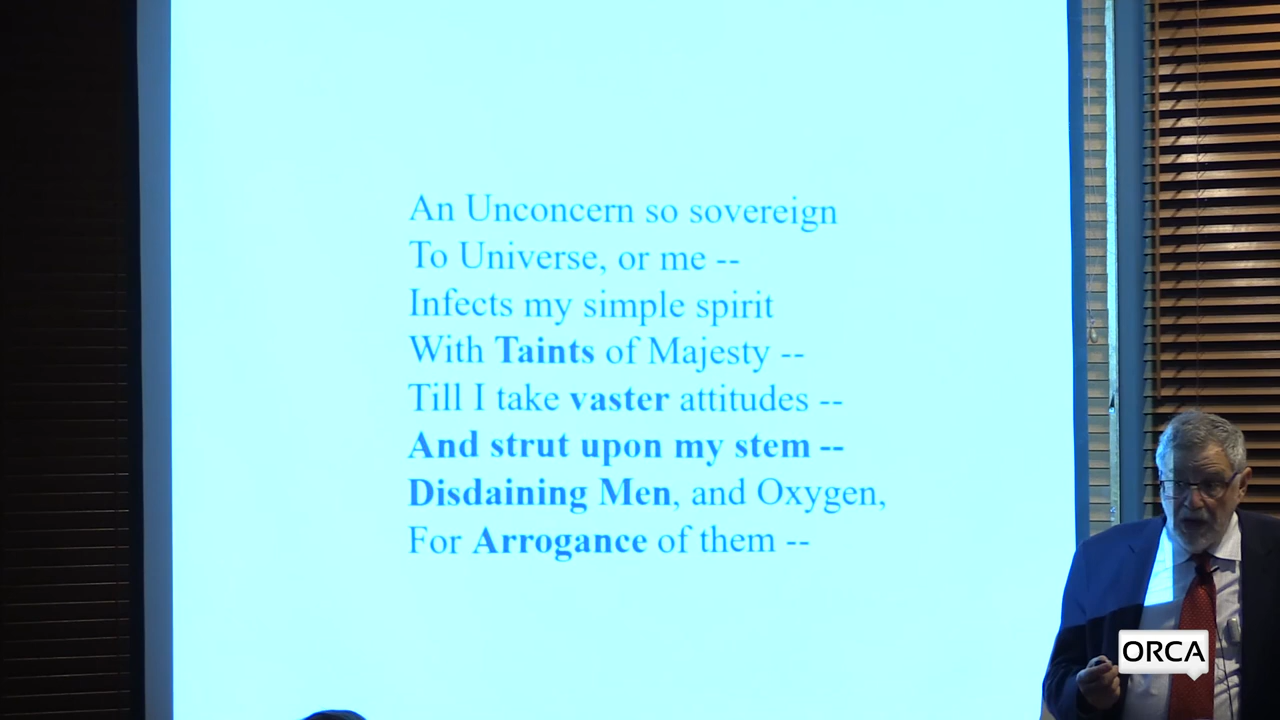 An Unconcern so sovereign
To Universe, or me --
Infects my simple spirit
With Taints of Majesty --
Till I take vaster attitudes --
And strut upon my stem --
Disdaining Men, and Oxygen,
For Arrogance of them --
ORCA